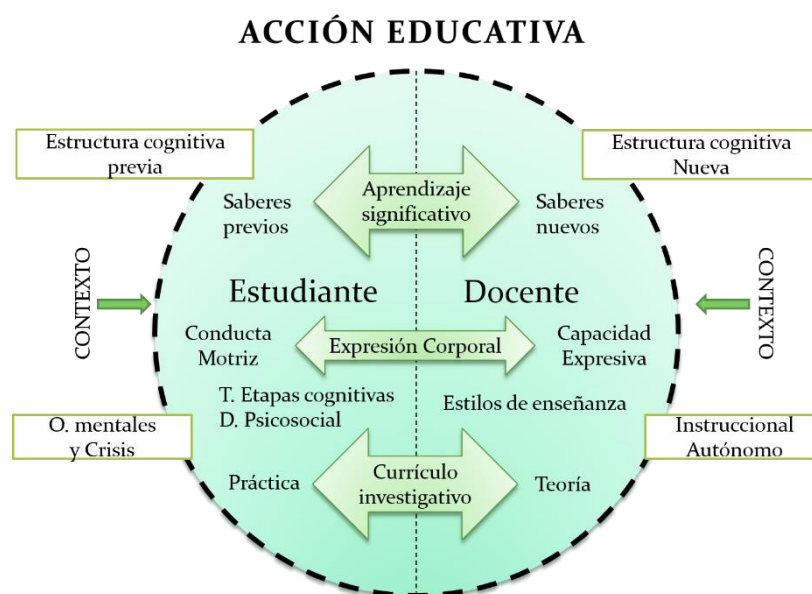 ACCIÓN EDUCATIVA
Estructura cognitiva
previa
Estructura cognitiva
Nueva
Aprendizaje
significativo
Saberes
previos
Saberes
nuevos
CONTEXTO
CONTEXTO
Estudiante
Docente
Conducta
Motriz
Expresión Corporal
Capacidad
Expresiva
T. Etapas cognitivas
D. Psicosocial
Estilos de enseñanza
O. mentales
y Crisis
Instruccional
Autónomo
Práctica
Currículo
investigativo
Teoría